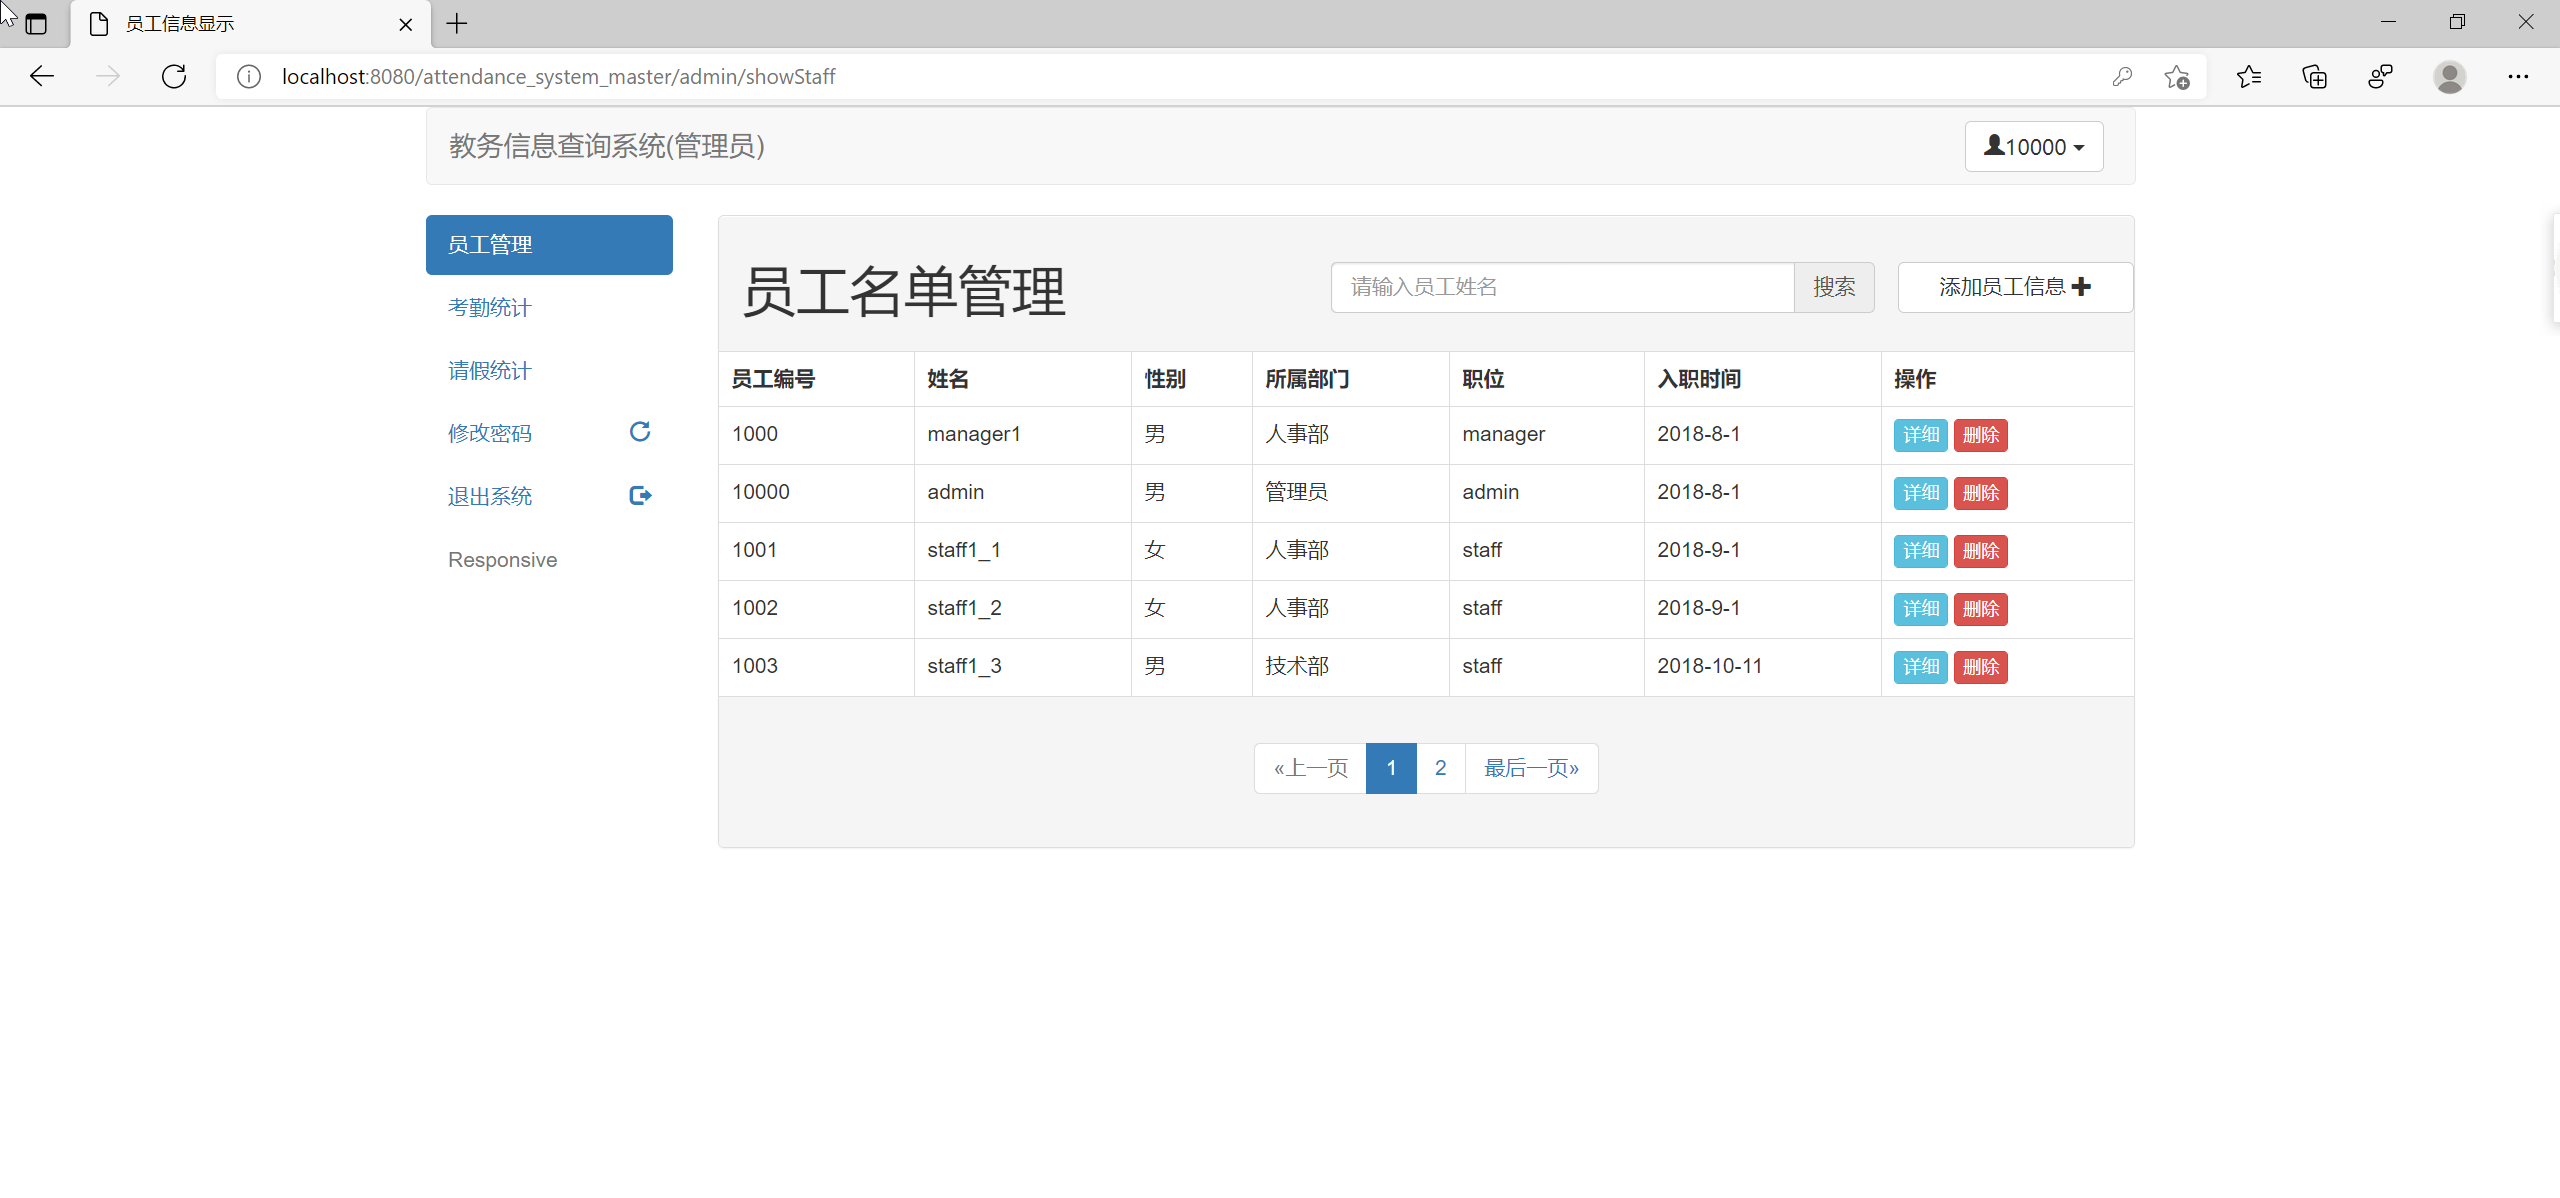 员工信息显示
localhost:8080/attendance_system_master/admin/showStaff
教务信息查询系统(管理员)
10000
员工管理
考勤统计
请假统计
修改密码
退出系统
Responsive
员工名单管理
请输入员工姓名 搜索 添加员工信息
员工编号 姓名 性别 所属部门 职位 入职时间 操作
1000 manager1 男 人事部 manager 2018-8-1 详细 删除
10000 admin 男 管理员 admin 2018-8-1 详细 删除
1001 staff1_1 女 人事部 staff 2018-9-1 详细 删除
1002 staff1_2 女 人事部 staff 2018-9-1 详细 删除
1003 staff1_3 男 技术部 staff 2018-10-11 详细 删除
«上一页 1 2 最后一页»